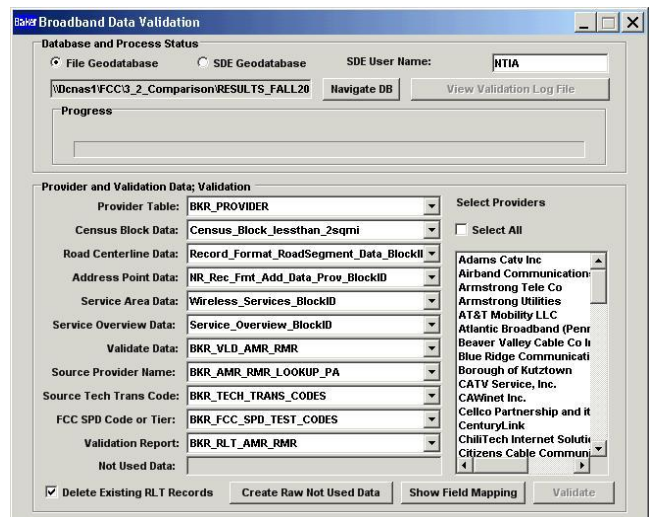 Baker Broadband Data Validation
Database and Process Status
File Geodatabase SDE Geodatabase SDE User Name: NTIA
\\Dcnas1\FCC\3_2_Comparison\RESULTS_FALL20 Navigate DB View Validation Log File
Progress
Provider and Validation Data; Validation
Provider Table: BKR_PROVIDER
Census Block Data: Census_Block_lessthan_2sqmi
Road Centerline Data: Record_Format_RoadSegment_Data_BlockI
Address Point Data: NR_Rec_Fmt_Add_Data_Prov_BlockID
Service Area Data: Wireless_Services_BlockID
Service Overview Data: Service_Overview_BlockID
Validate Data: BKR_VLD_AMR_RMR
Source Provider Name: BKR_AMR_RMR_LOOKUP_PA
Source Tech Trans Code: BKR_TECH_TRANS_CODES
FCC SPD Code or Tier: BKR_FCC_SPD_TEST_CODES
Validation Report: BKR_RLT_AMR_RMR
Not Used Data:
Select Providers
Select All
Adams Catv Inc
Airband Communication
Armstrong Tele Co
Armstrong Utilities
AT&T Mobility LLC
Atlantic Broadband (Penn
Beaver Valley Cable Co I
Blue Ridge Communicati
Borough of Kutztown
CATV Service, Inc.
CAWinet Inc.
Cellco Partnership and it
CenturyLink
ChiliTech Internet Soluti
Citizens Cable Commun
Delete Existing RLT Records Create Raw Not Used Data Show Field Mapping Validate